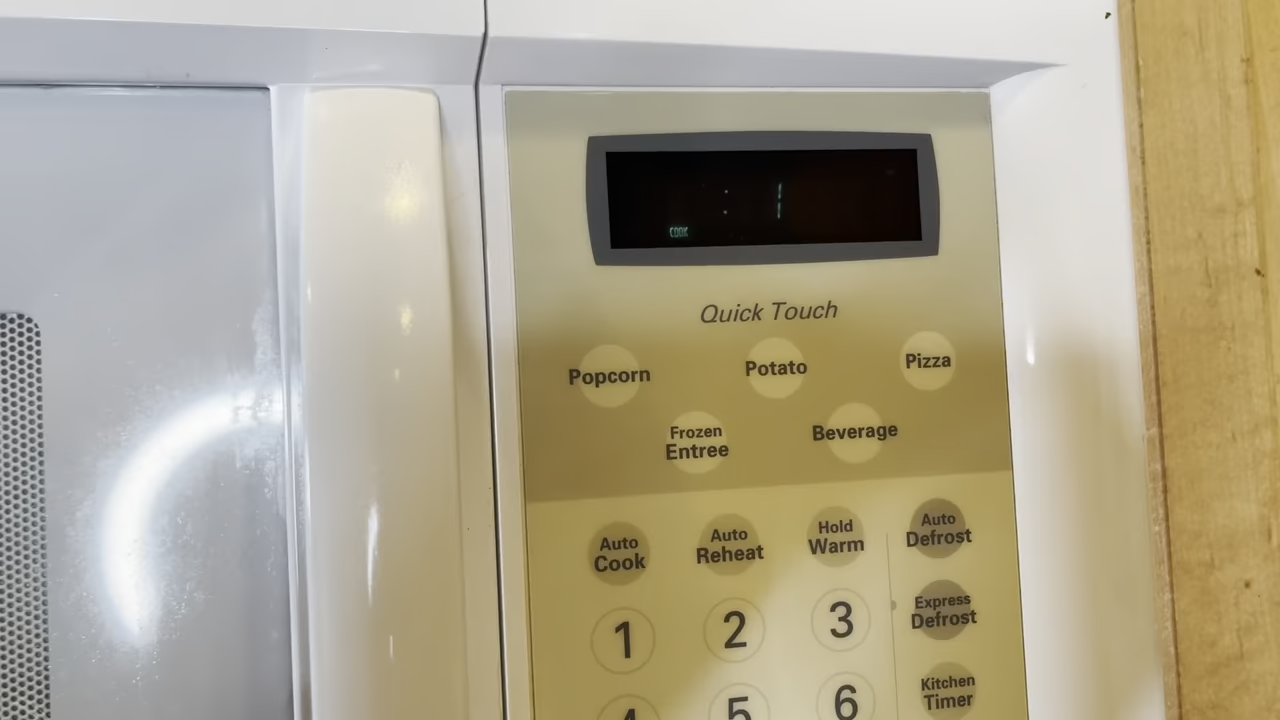 : 1
COOK
Quick Touch
Popcorn
Potato
Pizza
Frozen
Entree
Beverage
Auto
Cook
Auto
Reheat
Hold
Warm
Auto
Defrost
1
2
3
Express
Defrost
4
5
6
Kitchen
Timer